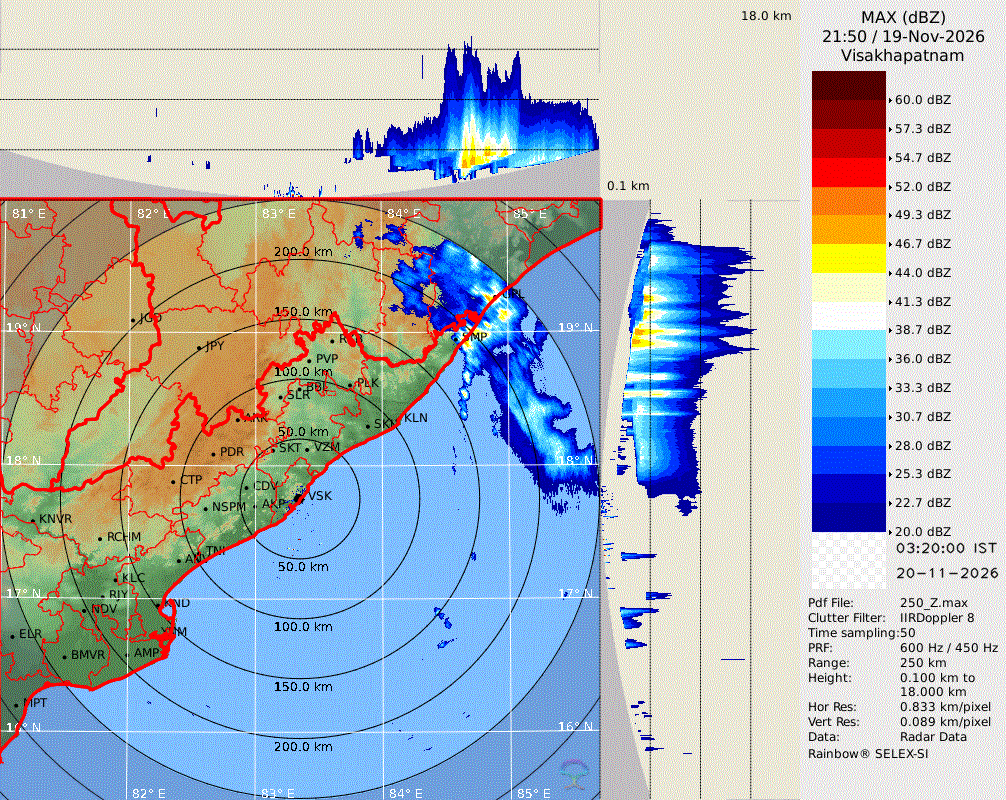 18.0 km
0.1 km
MAX (dBZ)
21:50 / 19-Nov-2026
Visakhapatnam
60.0 dBZ
57.3 dBZ
54.7 dBZ
52.0 dBZ
49.3 dBZ
46.7 dBZ
44.0 dBZ
41.3 dBZ
38.7 dBZ
36.0 dBZ
33.3 dBZ
30.7 dBZ
28.0 dBZ
25.3 dBZ
22.7 dBZ
20.0 dBZ
03:20:00 IST
20-11-2026
Pdf File: 250_Z.max
Clutter Filter: IIRDoppler 8
Time sampling:50
PRF: 600 Hz / 450 Hz
Range: 250 km
Height: 0.100 km to
18.000 km
Hor Res: 0.833 km/pixel
Vert Res: 0.089 km/pixel
Data: Radar Data
Rainbow® SELEX-SI
81° E 82° E 83° E 84° E 85° E
200.0 km
150.0 km
JGD
19° N 19° N
JPY
PVP
100.0 km
BBL PLK
SLR
KLN
50.0 km
PDR SKT VZM
18° N 18° N
CTP CDV
VSK
NSPM AKP
KNVR
RCHM
TNI
50.0 km
KLC
RJY
17° N 17° N
NDV
100.0 km
ELR
BMVR AMP
150.0 km
MPT
16° N 16° N
200.0 km
82° E 83° E 84° E 85° E